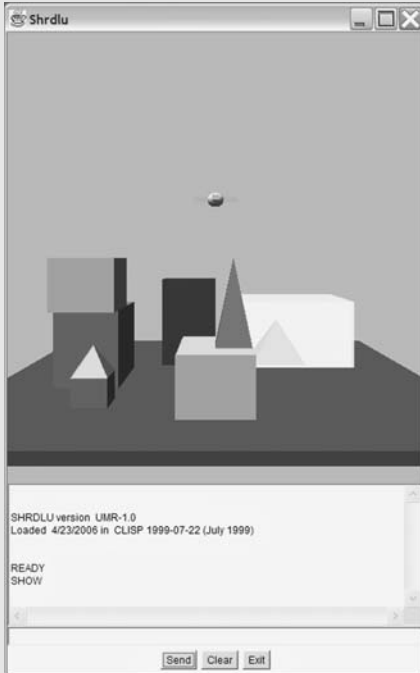 Shrdlu
SHRDLU version UMR-1.0
Loaded 4/23/2006 in CLISP 1999-07-22 (July 1999)
READY
SHOW
Send Clear Exit